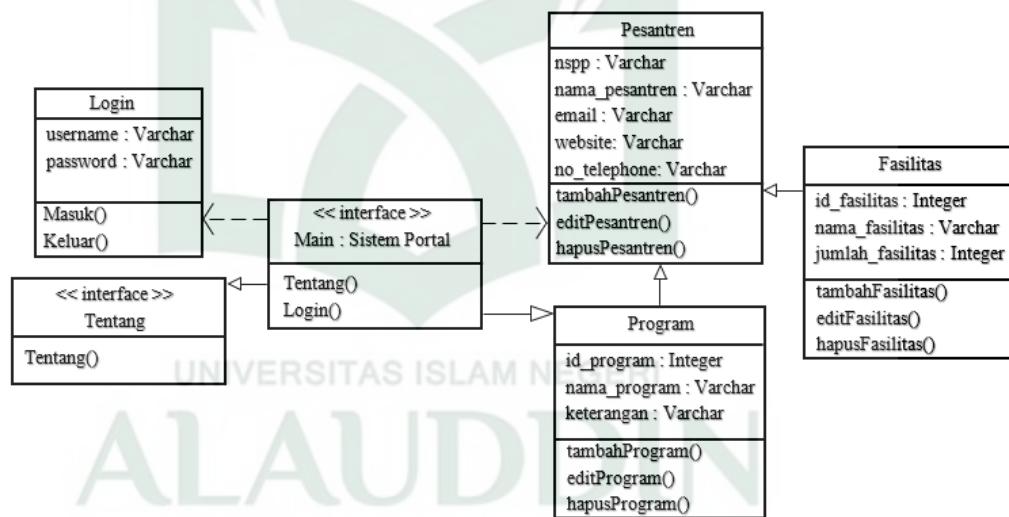 Pesantren
nspp : Varchar
nama_pesantren : Varchar
email : Varchar
website: Varchar
no_telephone: Varchar
tambahPesantren()
editPesantren()
hapusPesantren()
Login
username : Varchar
password : Varchar
Masuk()
Keluar()
<< interface >>
Main : Sistem Portal
Tentang()
Login()
Fasilitas
id_fasilitas : Integer
nama_fasilitas : Varchar
jumlah_fasilitas : Integer
tambahFasilitas()
editFasilitas()
hapusFasilitas()
<< interface >>
Tentang
Tentang()
Program
id_program : Integer
nama_program : Varchar
keterangan : Varchar
tambahProgram()
editProgram()
hapusProgram()
UNIVERSITAS ISLAM NEGERI
ALAUDDIN